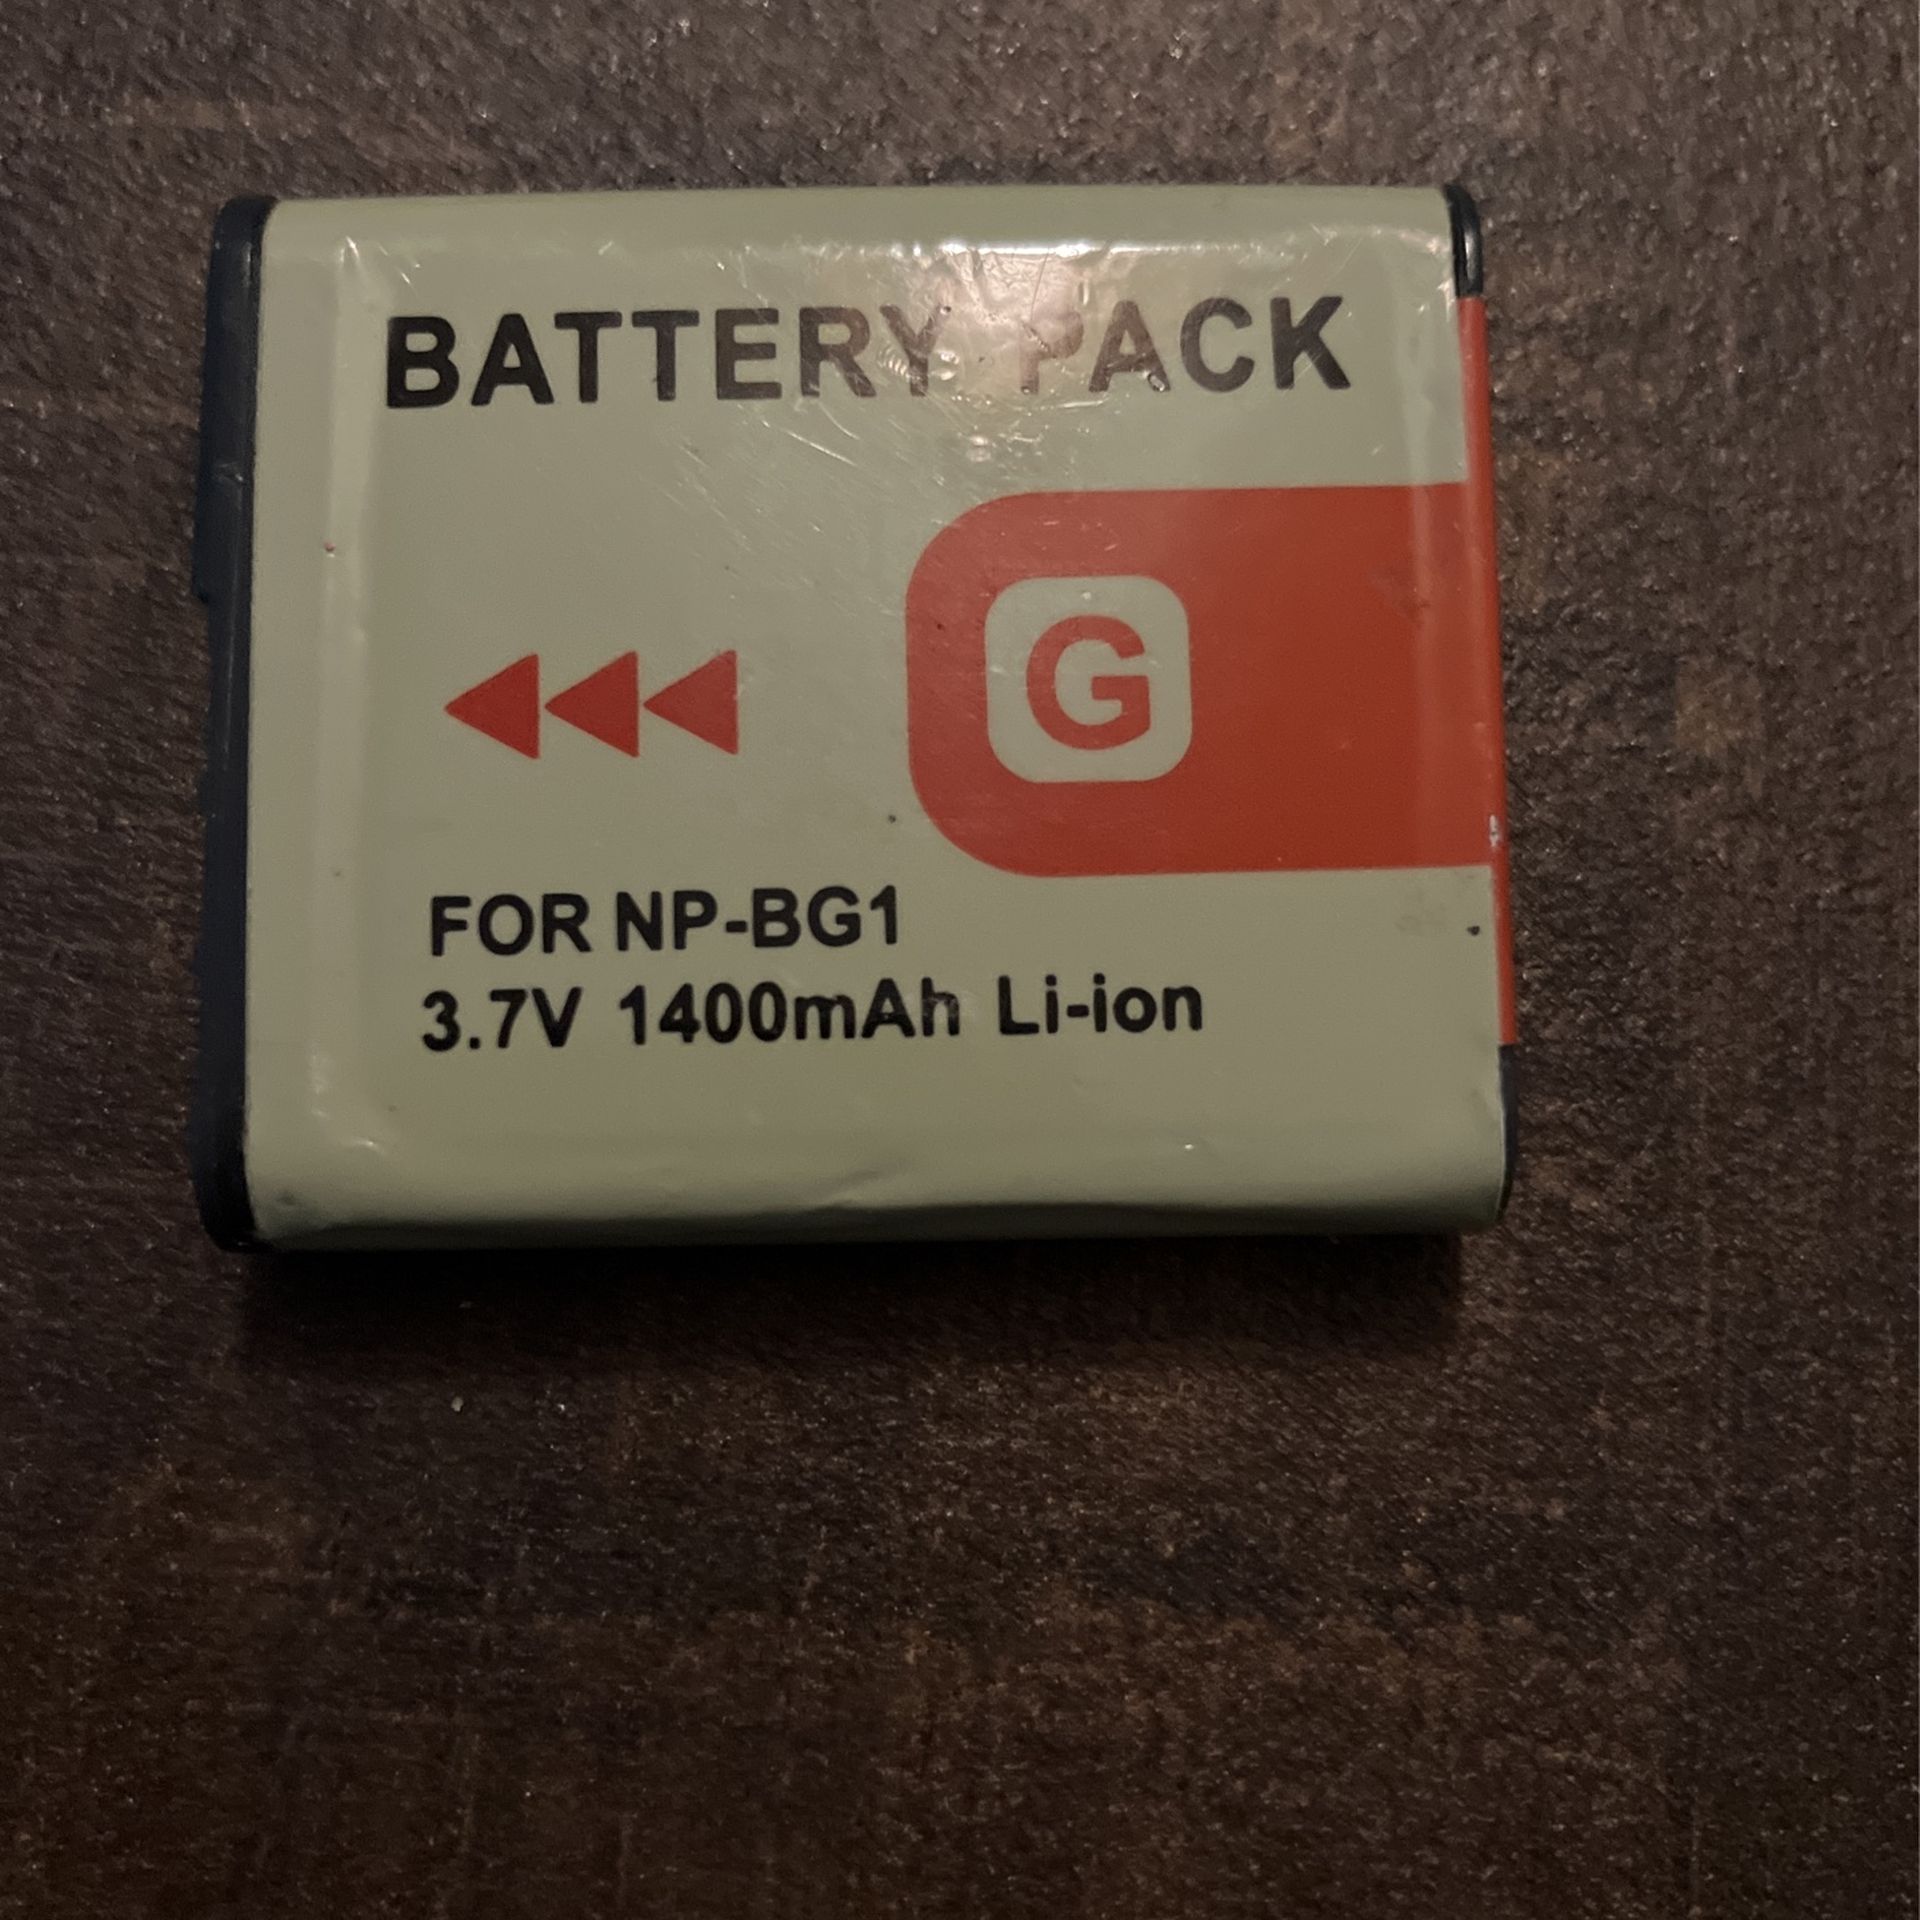 BATTERY PACK
G
FOR NP-BG1
3.7V 1400mAh Li-ion